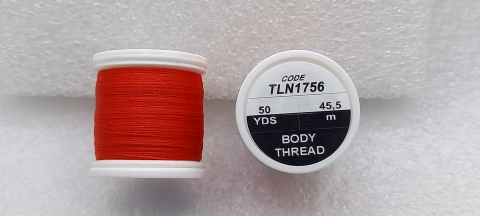 CODE
TLN1756
50 45,5
YDS m
BODY
THREAD